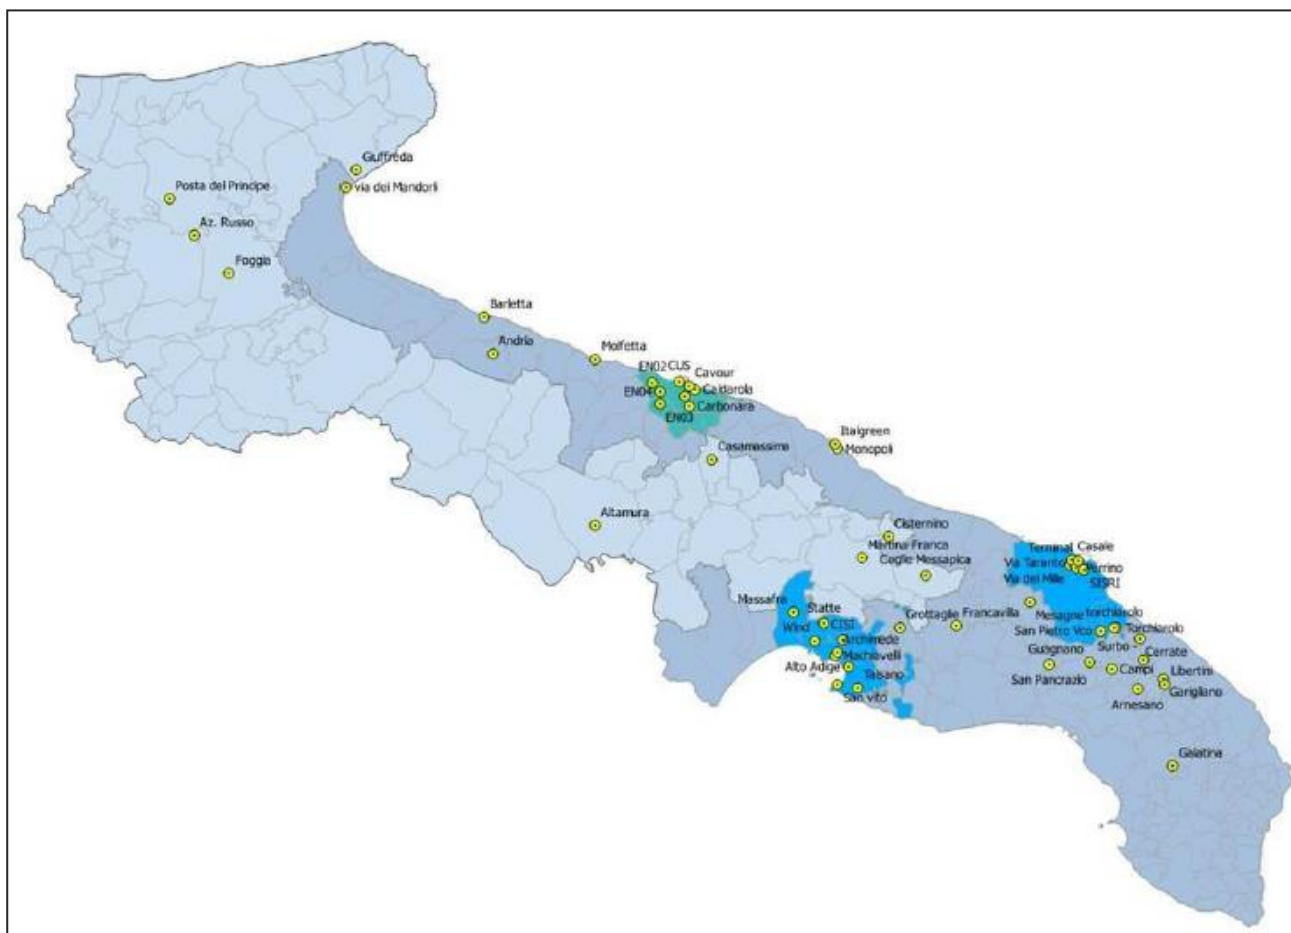 Giuffreda
via dei Mandorli
Posta del Principe
Az. Russo
Foggia
Barletta
Andria
Molfetta
EN02 CUS
Cavour
EN04
Caldarola
Carbonara
EN03
Italgreen
Monopoli
Casamassima
Altamura
Cisternino
Martina Franca
Ceglie Messapica
Terminal Casale
Via Taranto
Perrino
Via dei Mille
SISRI
Massafra
Statte
Grottaglie
Francavilla
Mesagne
torchiarolo
Wind
CISI
Archimede
San Pietro Vco
Torchiarolo
Machiavelli
Guagnano
Surbo
Cerrate
Alto Adige
Talsano
San Pancrazio
Campi
Libertini
San vito
Arnesano
Garigliano
Galatina